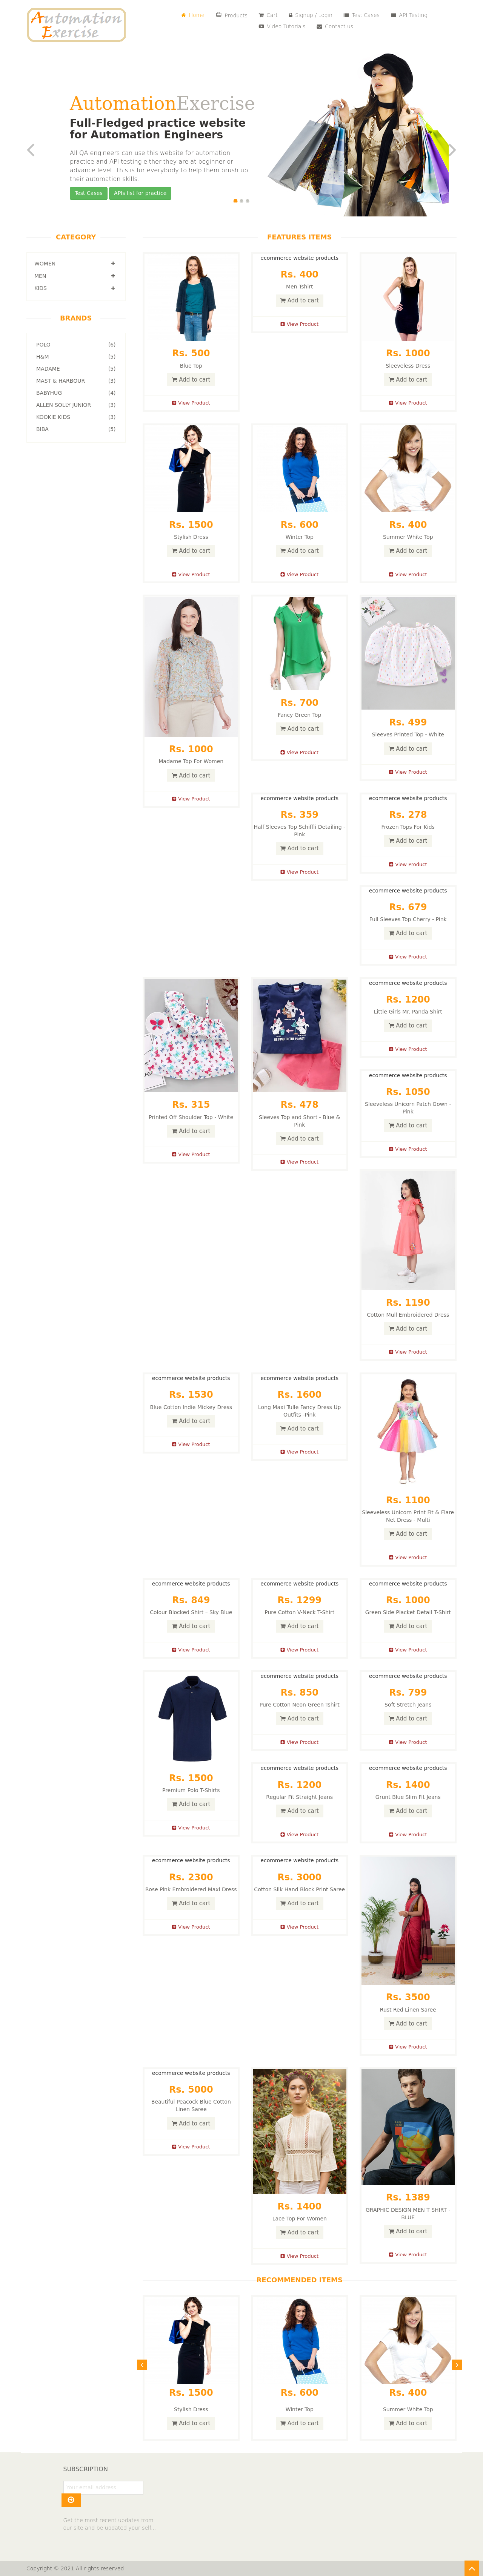 Automation
Exercise
Home
Products
Cart
Signup / Login
Test Cases
API Testing
Video Tutorials
Contact us
AutomationExercise
Full-Fledged practice website
for Automation Engineers
All QA engineers can use this website for automation
practice and API testing either they are at beginner or
advance level. This is for everybody to help them brush up
their automation skills.
Test Cases
APIs list for practice
CATEGORY
WOMEN
MEN
KIDS
BRANDS
POLO (6)
H&M (5)
MADAME (5)
MAST & HARBOUR (3)
BABYHUG (4)
ALLEN SOLLY JUNIOR (3)
KOOKIE KIDS (3)
BIBA (5)
FEATURES ITEMS
Rs. 500
Blue Top
Add to cart
View Product
ecommerce website products
Rs. 400
Men Tshirt
Add to cart
View Product
Rs. 1000
Sleeveless Dress
Add to cart
View Product
Rs. 1500
Stylish Dress
Add to cart
View Product
Rs. 600
Winter Top
Add to cart
View Product
Rs. 400
Summer White Top
Add to cart
View Product
Rs. 1000
Madame Top For Women
Add to cart
View Product
Rs. 700
Fancy Green Top
Add to cart
View Product
Rs. 499
Sleeves Printed Top - White
Add to cart
View Product
ecommerce website products
Rs. 359
Half Sleeves Top Schiffli Detailing -
Pink
Add to cart
View Product
ecommerce website products
Rs. 278
Frozen Tops For Kids
Add to cart
View Product
ecommerce website products
Rs. 679
Full Sleeves Top Cherry - Pink
Add to cart
View Product
Rs. 315
Printed Off Shoulder Top - White
Add to cart
View Product
Rs. 478
Sleeves Top and Short - Blue &
Pink
Add to cart
View Product
ecommerce website products
Rs. 1200
Little Girls Mr. Panda Shirt
Add to cart
View Product
ecommerce website products
Rs. 1050
Sleeveless Unicorn Patch Gown -
Pink
Add to cart
View Product
Rs. 1190
Cotton Mull Embroidered Dress
Add to cart
View Product
ecommerce website products
Rs. 1530
Blue Cotton Indie Mickey Dress
Add to cart
View Product
ecommerce website products
Rs. 1600
Long Maxi Tulle Fancy Dress Up
Outfits -Pink
Add to cart
View Product
Rs. 1100
Sleeveless Unicorn Print Fit & Flare
Net Dress - Multi
Add to cart
View Product
ecommerce website products
Rs. 849
Colour Blocked Shirt – Sky Blue
Add to cart
View Product
ecommerce website products
Rs. 1299
Pure Cotton V-Neck T-Shirt
Add to cart
View Product
ecommerce website products
Rs. 1000
Green Side Placket Detail T-Shirt
Add to cart
View Product
Rs. 1500
Premium Polo T-Shirts
Add to cart
View Product
ecommerce website products
Rs. 850
Pure Cotton Neon Green Tshirt
Add to cart
View Product
ecommerce website products
Rs. 799
Soft Stretch Jeans
Add to cart
View Product
ecommerce website products
Rs. 1200
Regular Fit Straight Jeans
Add to cart
View Product
ecommerce website products
Rs. 1400
Grunt Blue Slim Fit Jeans
Add to cart
View Product
ecommerce website products
Rs. 2300
Rose Pink Embroidered Maxi Dress
Add to cart
View Product
ecommerce website products
Rs. 3000
Cotton Silk Hand Block Print Saree
Add to cart
View Product
Rs. 3500
Rust Red Linen Saree
Add to cart
View Product
ecommerce website products
Rs. 5000
Beautiful Peacock Blue Cotton
Linen Saree
Add to cart
View Product
Rs. 1400
Lace Top For Women
Add to cart
View Product
Rs. 1389
GRAPHIC DESIGN MEN T SHIRT -
BLUE
Add to cart
View Product
RECOMMENDED ITEMS
Rs. 1500
Stylish Dress
Add to cart
Rs. 600
Winter Top
Add to cart
Rs. 400
Summer White Top
Add to cart
SUBSCRIPTION
Your email address
Get the most recent updates from
our site and be updated your self...
Copyright © 2021 All rights reserved